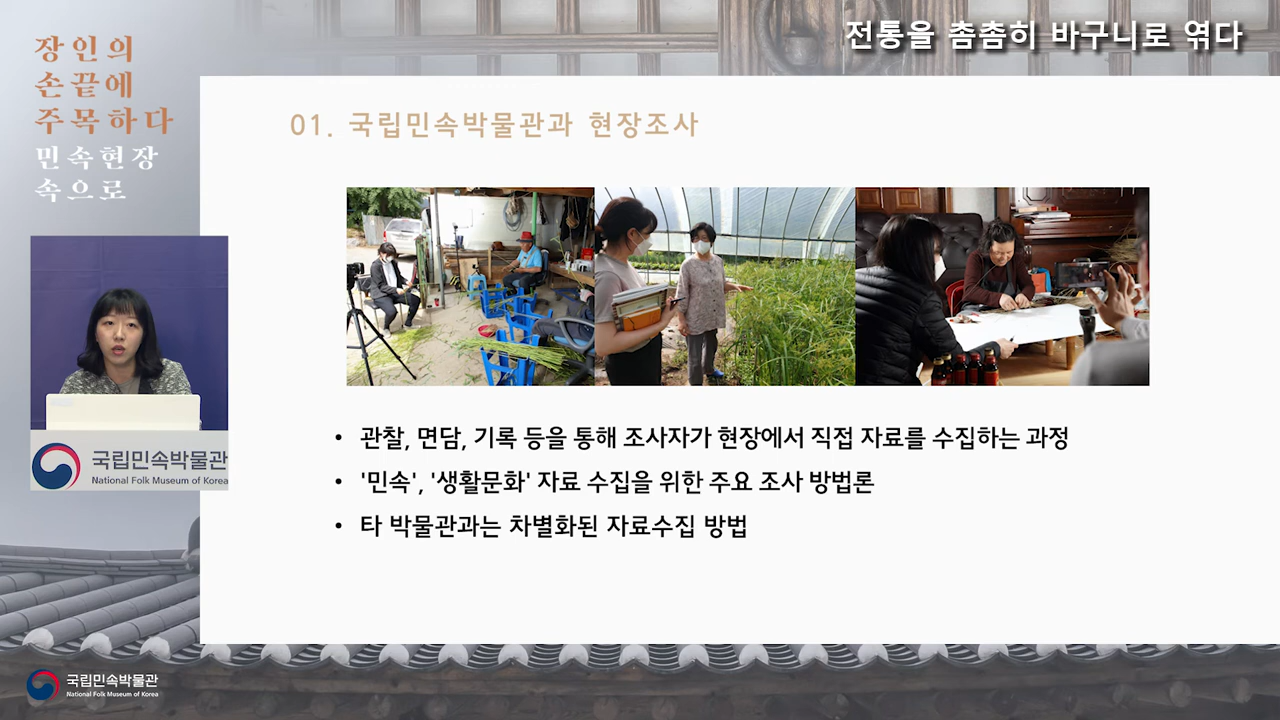 장인의
손끝에
주목하다
민속현장
속으로
전통을 촘촘히 바구니로 엮다
01. 국립민속박물관과 현장조사
• 관찰, 면담, 기록 등을 통해 조사자가 현장에서 직접 자료를 수집하는 과정
• '민속', '생활문화' 자료 수집을 위한 주요 조사 방법론
• 타 박물관과는 차별화된 자료수집 방법
국립민속박물관
National Folk Museum of Korea
국립민속박물관
National Folk Museum of Korea